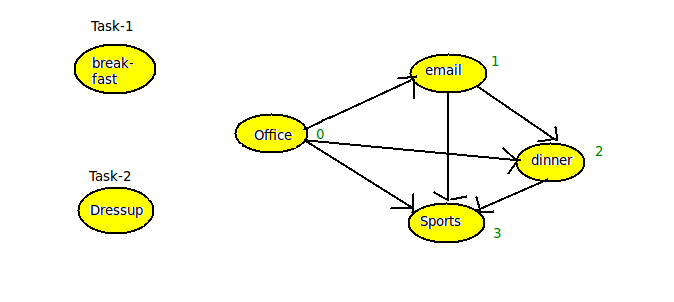 Task-1
break-
fast
email
1
Office
0
dinner
2
Task-2
Dressup
Sports
3